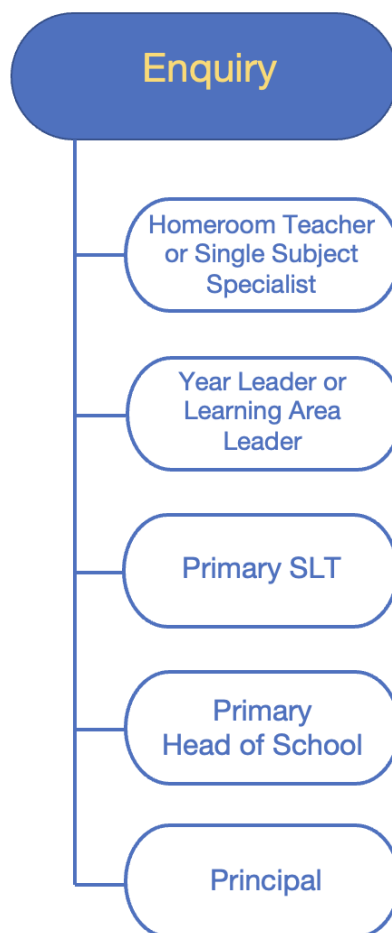 Enquiry
Homeroom Teacher
or Single Subject
Specialist
Year Leader or
Learning Area
Leader
Primary SLT
Primary
Head of School
Principal